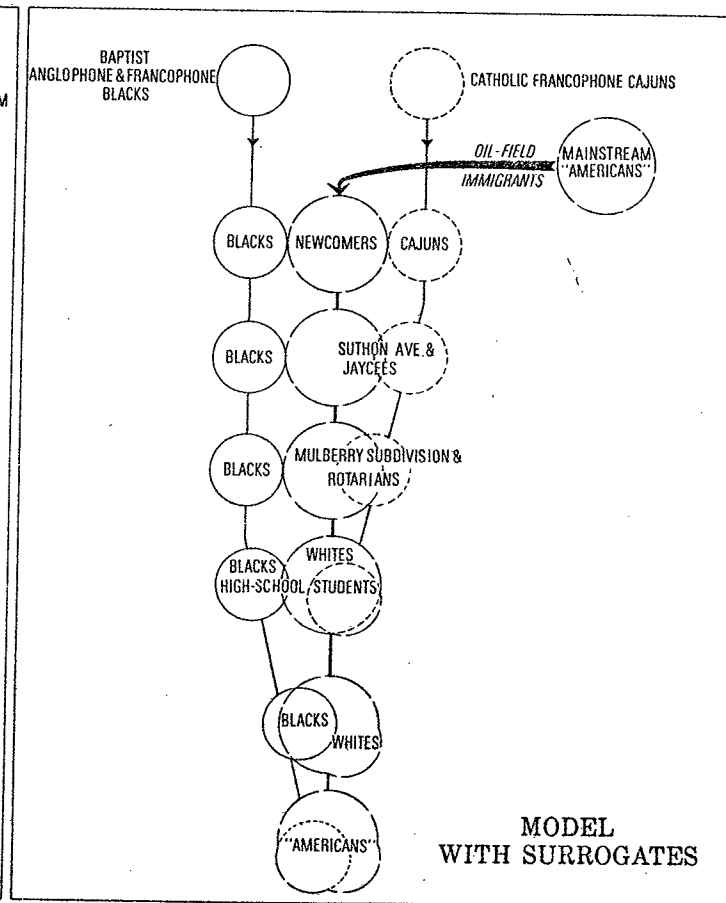 M
BAPTIST
ANGLOPHONE & FRANCOPHONE
BLACKS
CATHOLIC FRANCOPHONE CAJUNS
OIL-FIELD
IMMIGRANTS
MAINSTREAM
"AMERICANS"
BLACKS
NEWCOMERS
CAJUNS
BLACKS
SUTHON AVE. &
JAYCEES
BLACKS
MULBERRY SUBDIVISION &
ROTARIANS
BLACKS
WHITES
HIGH-SCHOOL/STUDENTS
BLACKS
WHITES
"AMERICANS"
MODEL
WITH SURROGATES